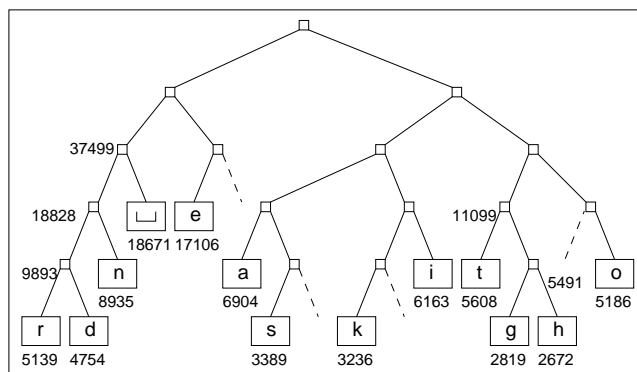 37499
18828
␣
e
11099
18671 17106
9893
n
a
i
t
5491
o
8935
6904
6163
5608
5186
r
d
s
k
g
h
5139 4754
3389
3236
2819 2672